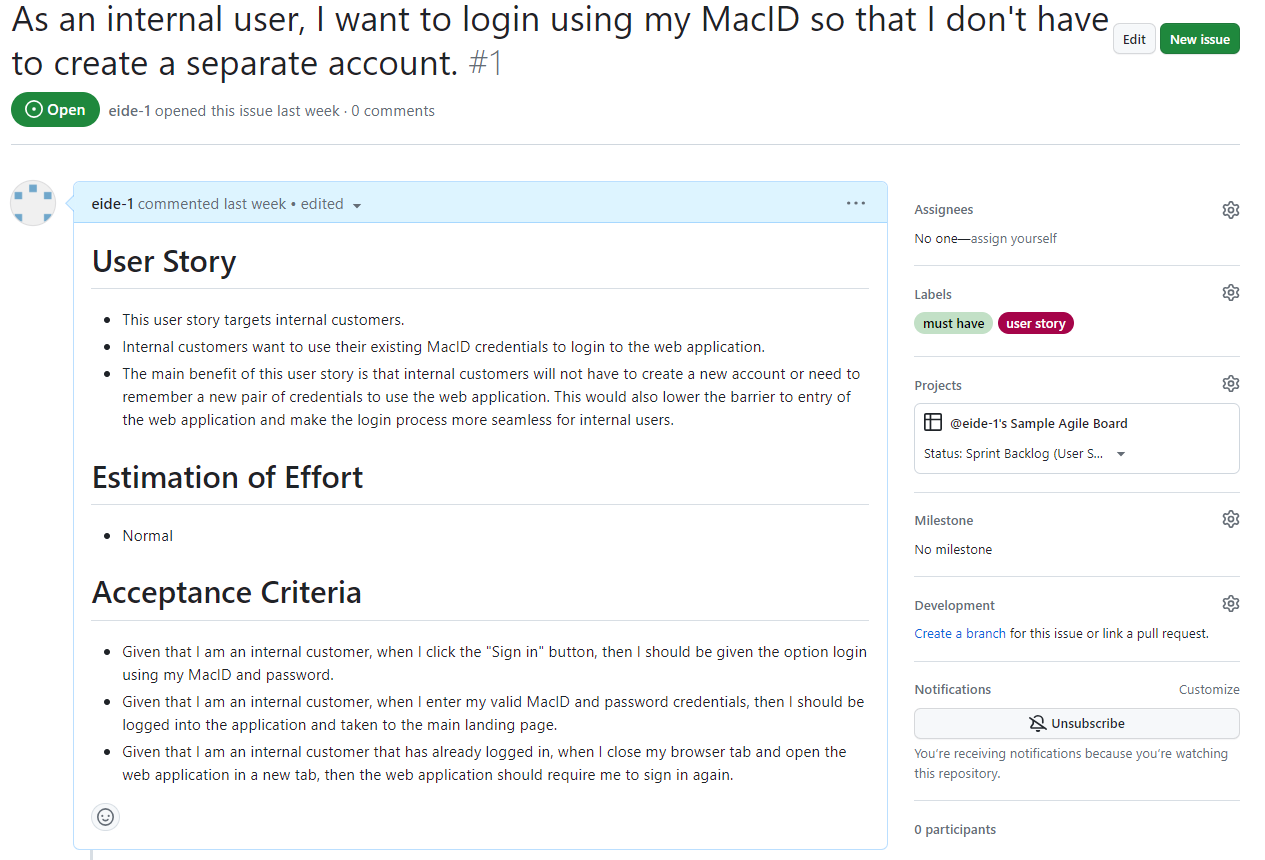 As an internal user, I want to login using my MacID so that I don't have
to create a separate account. #1
Edit
New issue
Open
eide-1 opened this issue last week · 0 comments
eide-1 commented last week • edited
User Story
This user story targets internal customers.
Internal customers want to use their existing MacID credentials to login to the web application.
The main benefit of this user story is that internal customers will not have to create a new account or need to
remember a new pair of credentials to use the web application. This would also lower the barrier to entry of
the web application and make the login process more seamless for internal users.
Estimation of Effort
Normal
Acceptance Criteria
Given that I am an internal customer, when I click the "Sign in" button, then I should be given the option login
using my MacID and password.
Given that I am an internal customer, when I enter my valid MacID and password credentials, then I should be
logged into the application and taken to the main landing page.
Given that I am an internal customer that has already logged in, when I close my browser tab and open the
web application in a new tab, then the web application should require me to sign in again.
Assignees
No one—assign yourself
Labels
must have
user story
Projects
@eide-1's Sample Agile Board
Status: Sprint Backlog (User S...
Milestone
No milestone
Development
Create a branch for this issue or link a pull request.
Notifications
Customize
Unsubscribe
You're receiving notifications because you're watching
this repository.
0 participants